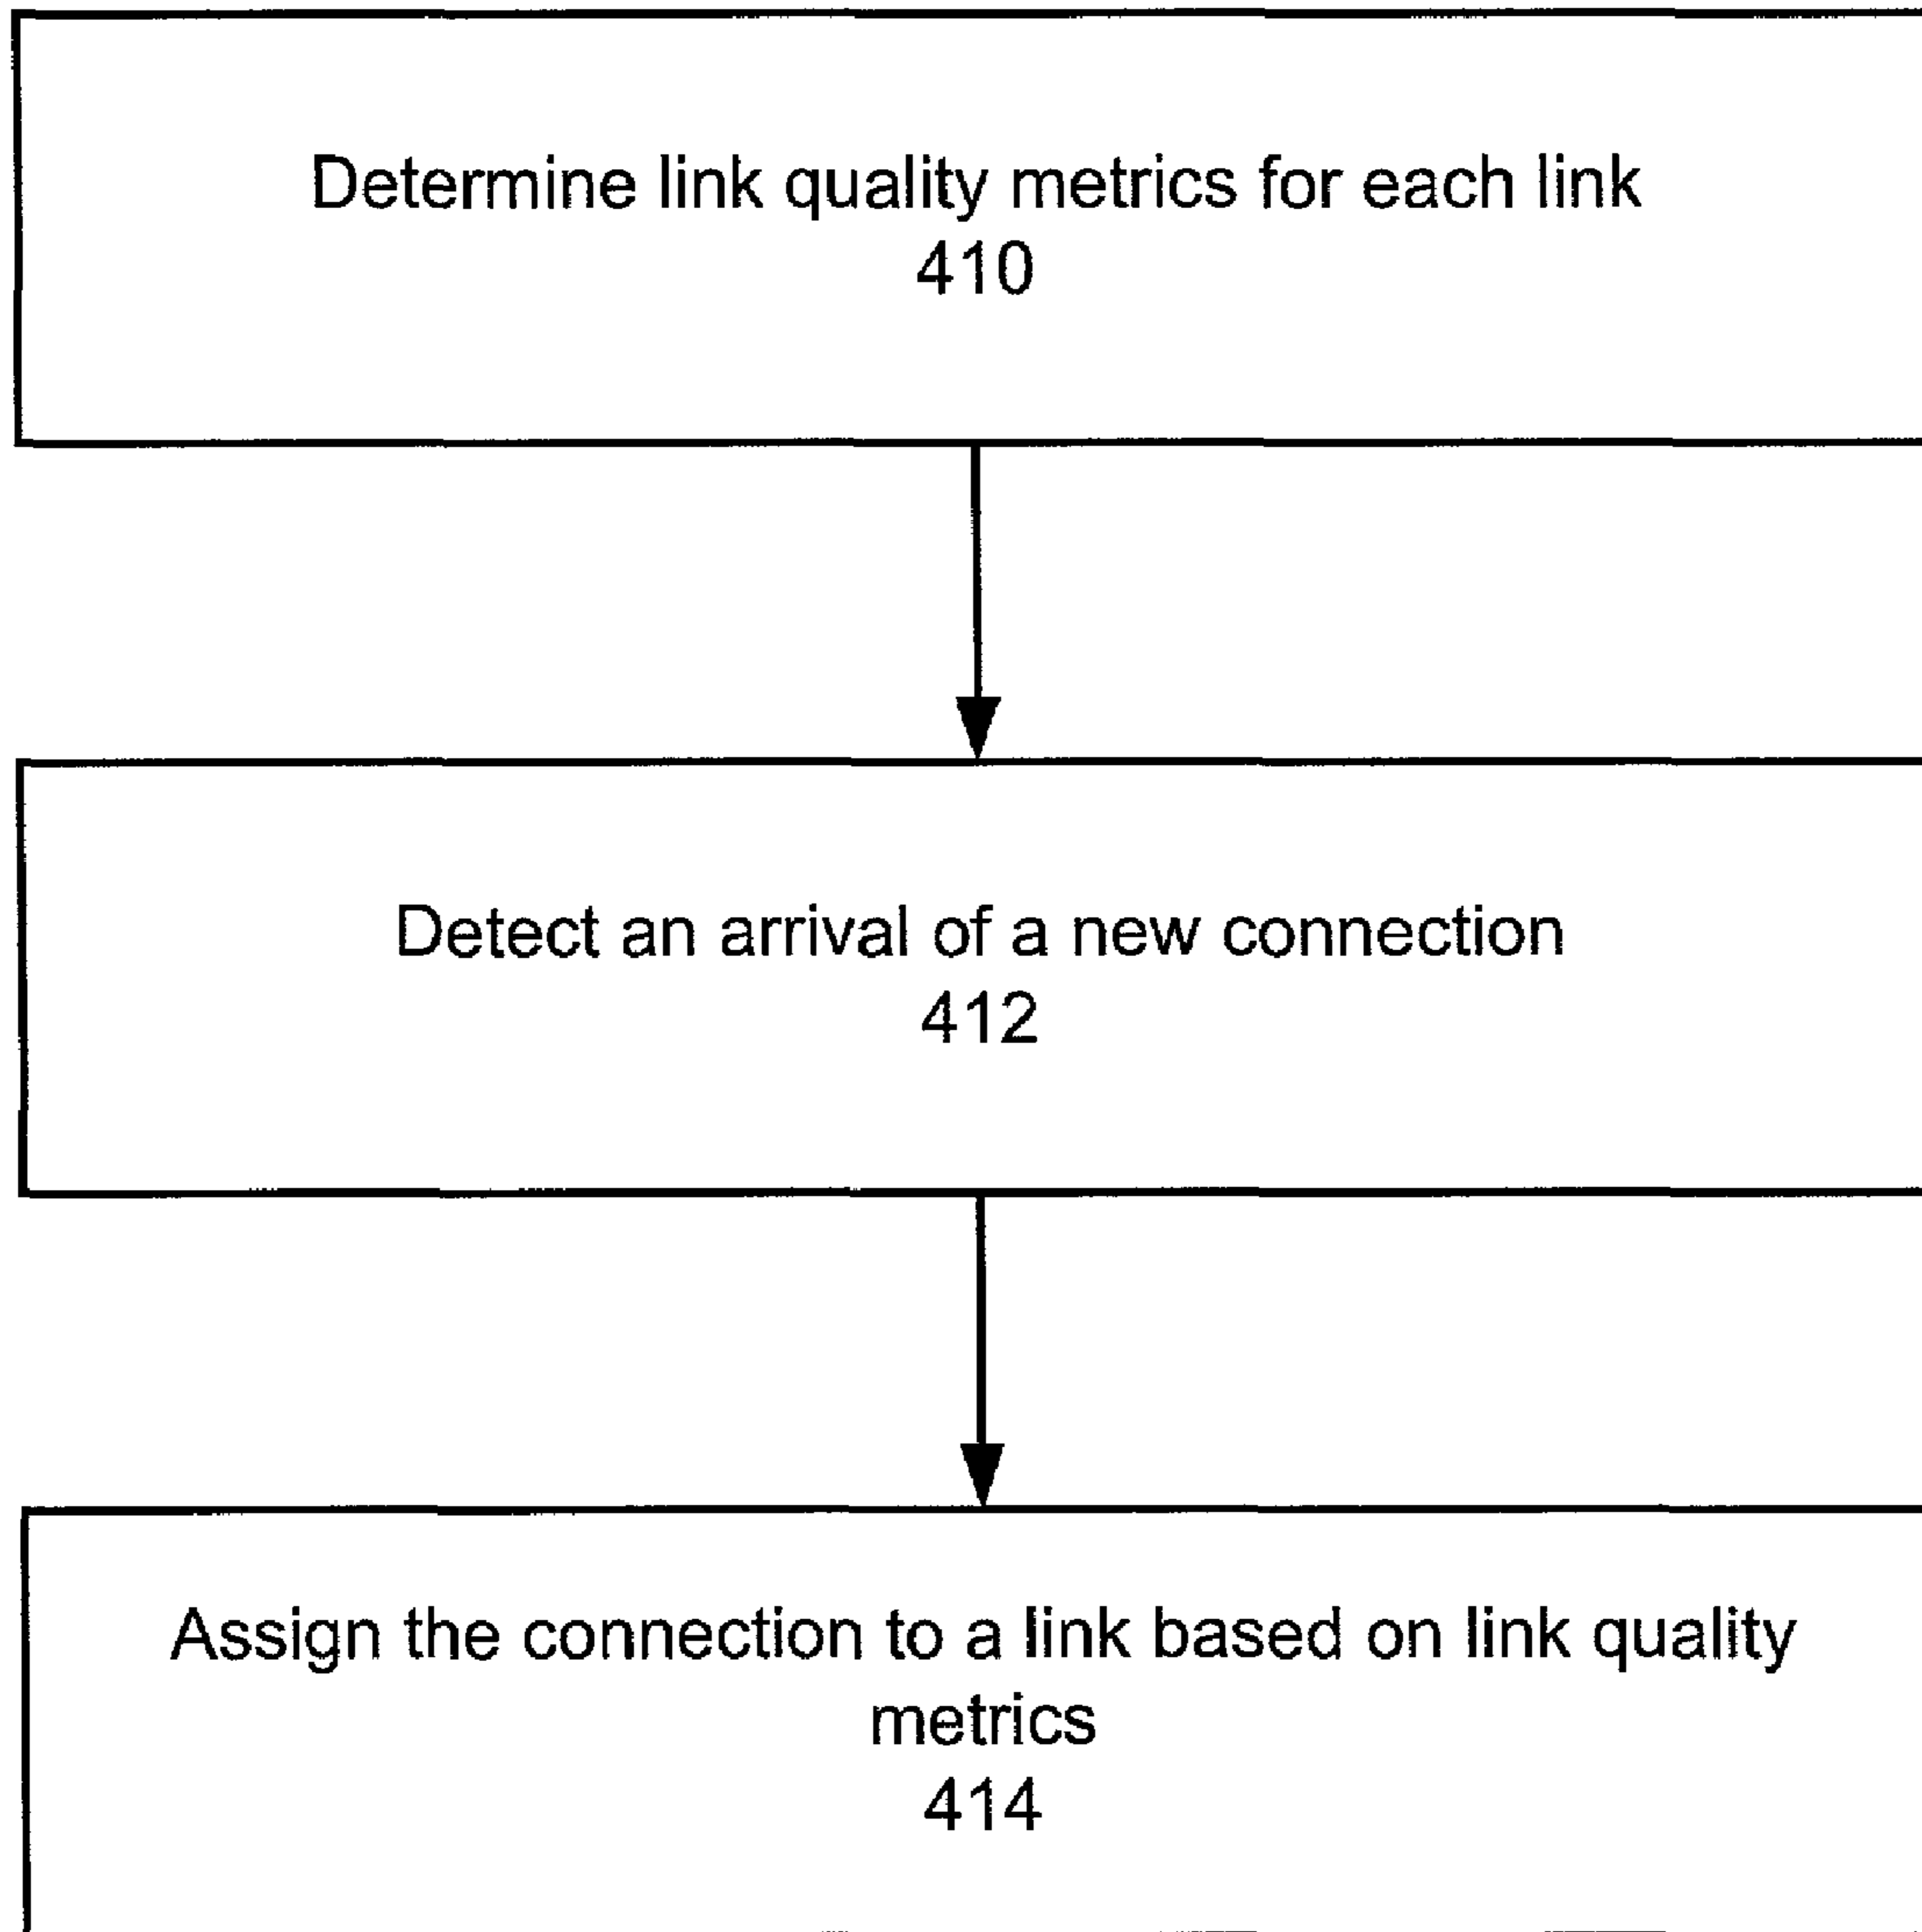 Determine link quality metrics for each link
410
Detect an arrival of a new connection
412
Assign the connection to a link based on link quality
metrics
414